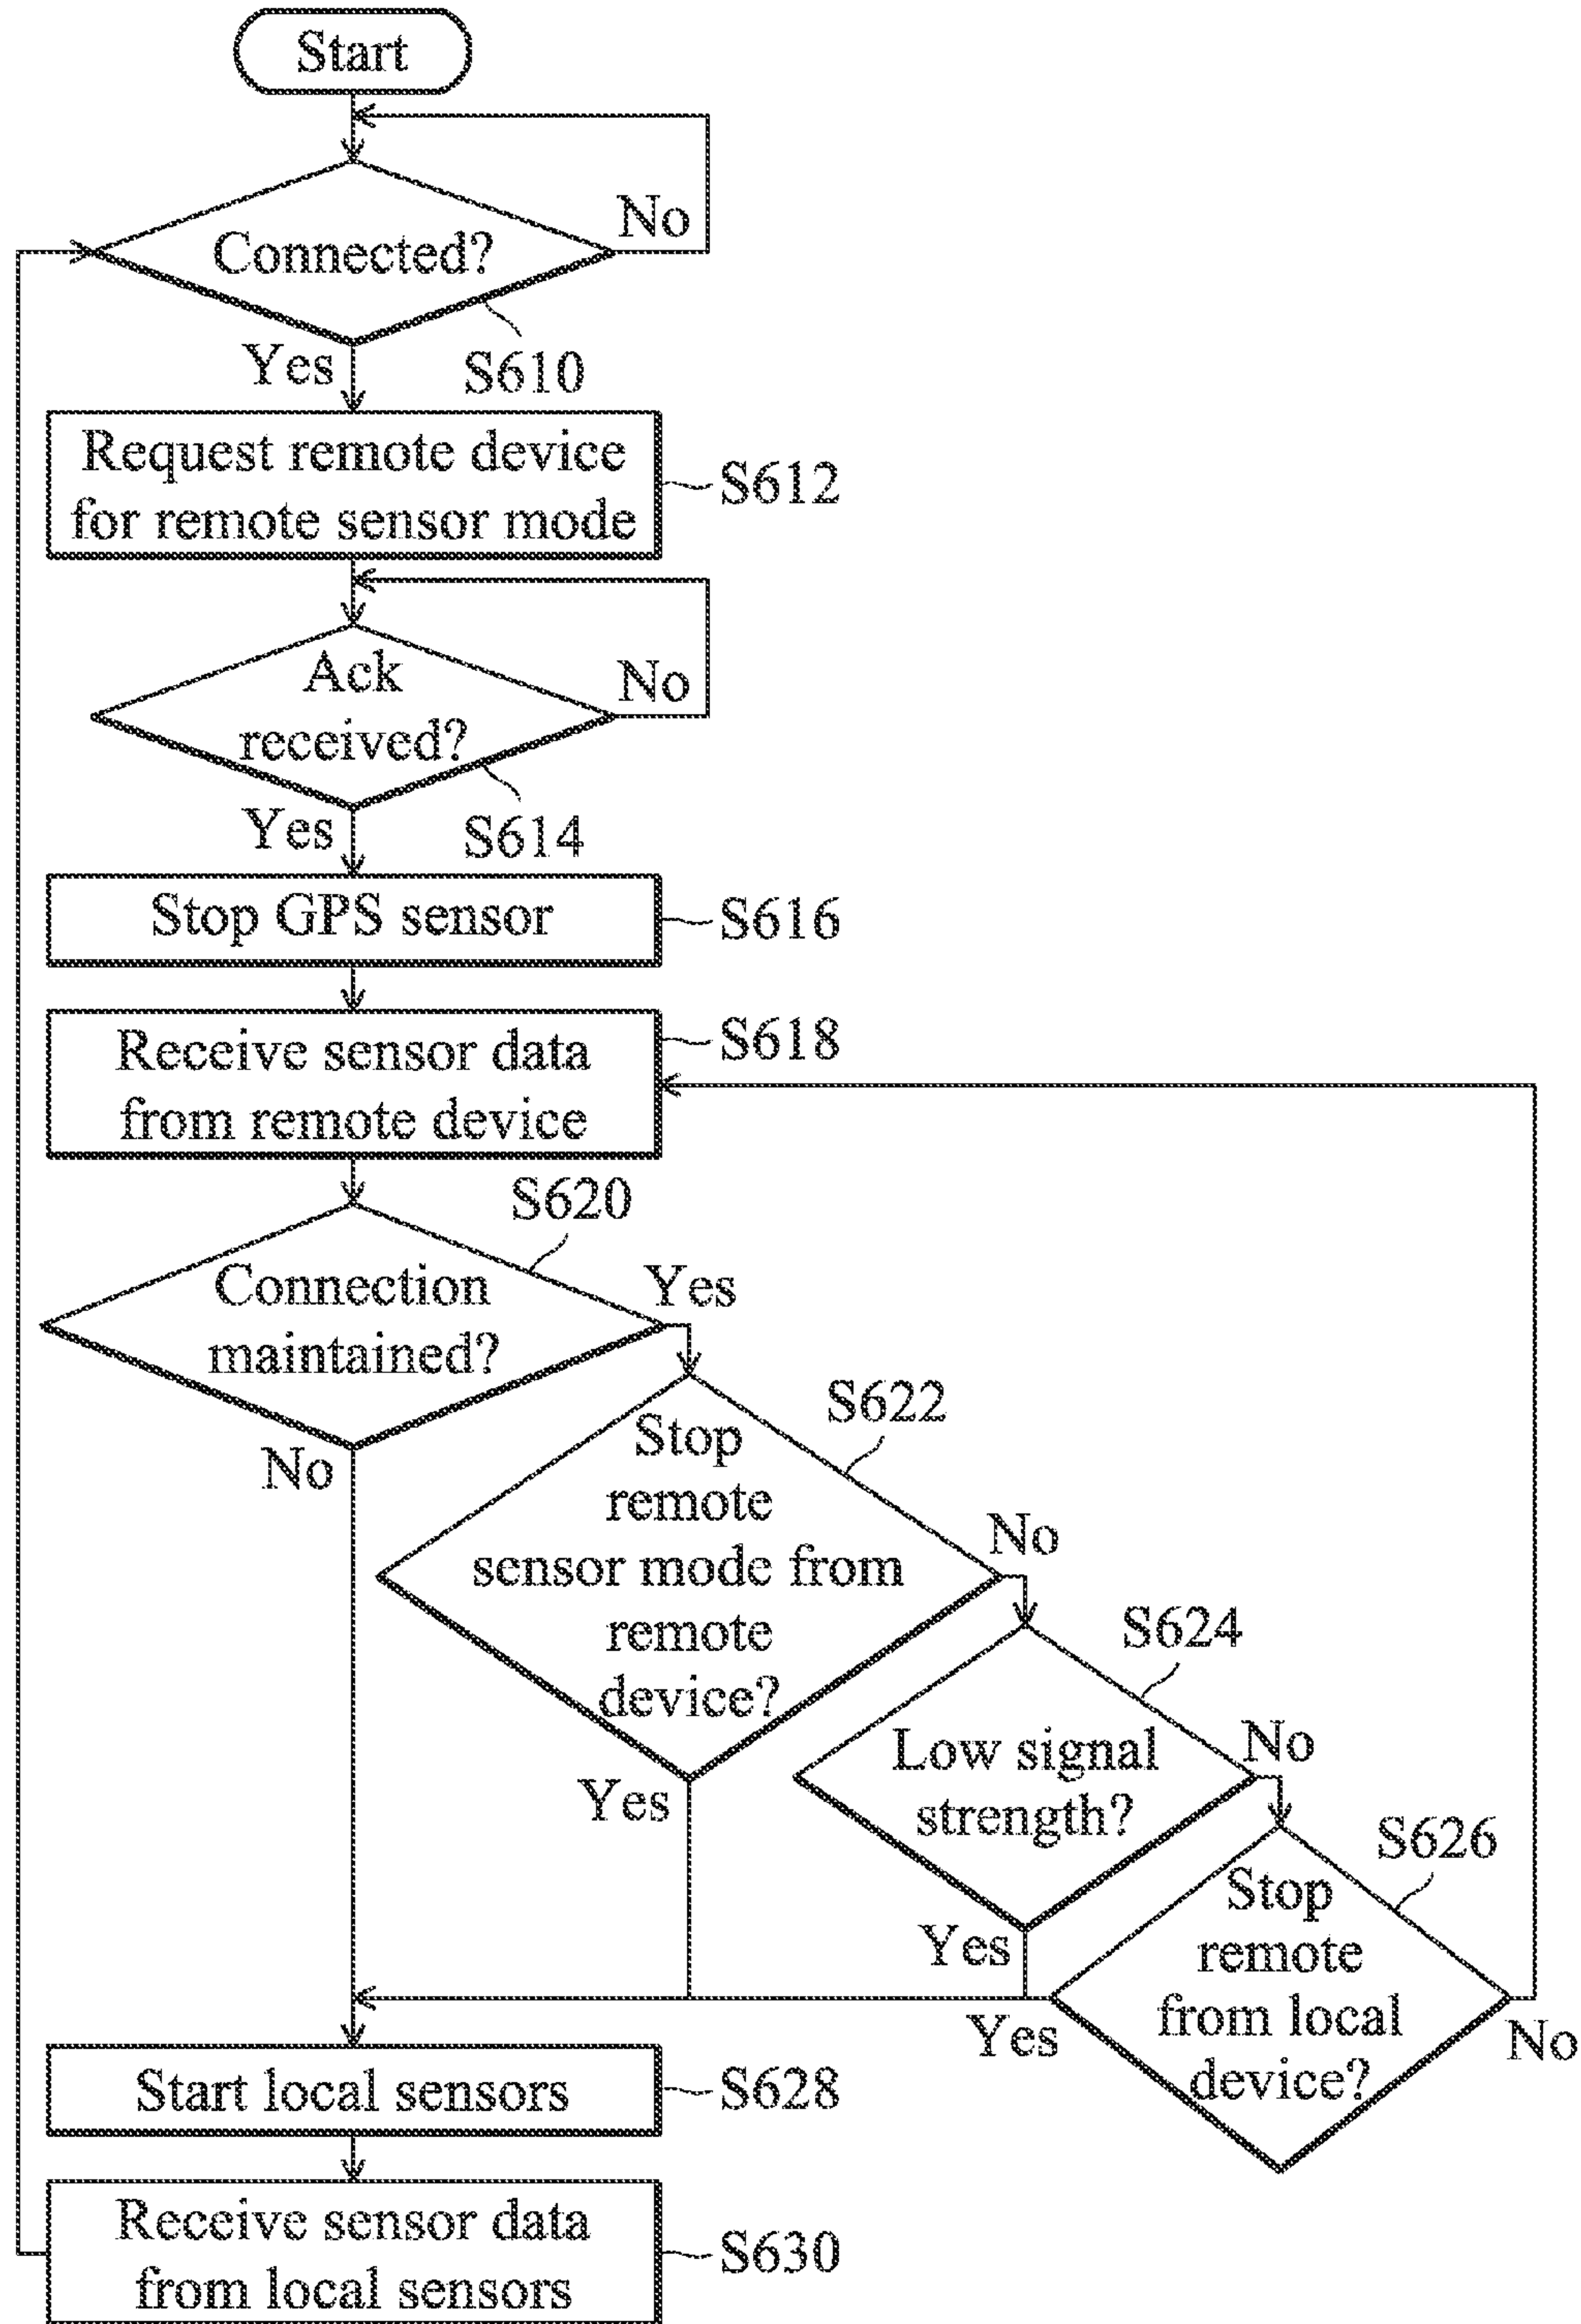 Start
No
Connected?
Yes
S610
Request remote device
for remote sensor mode
S612
Ack
received?
No
Yes
S614
Stop GPS sensor
S616
Receive sensor data
from remote device
S618
S620
Connection
maintained?
Yes
No
S622
Stop
remote
sensor mode from
remote
device?
No
Yes
S624
Low signal
strength?
No
Yes
S626
Stop
remote
from local
device?
Yes
No
Start local sensors
S628
Receive sensor data
from local sensors
S630